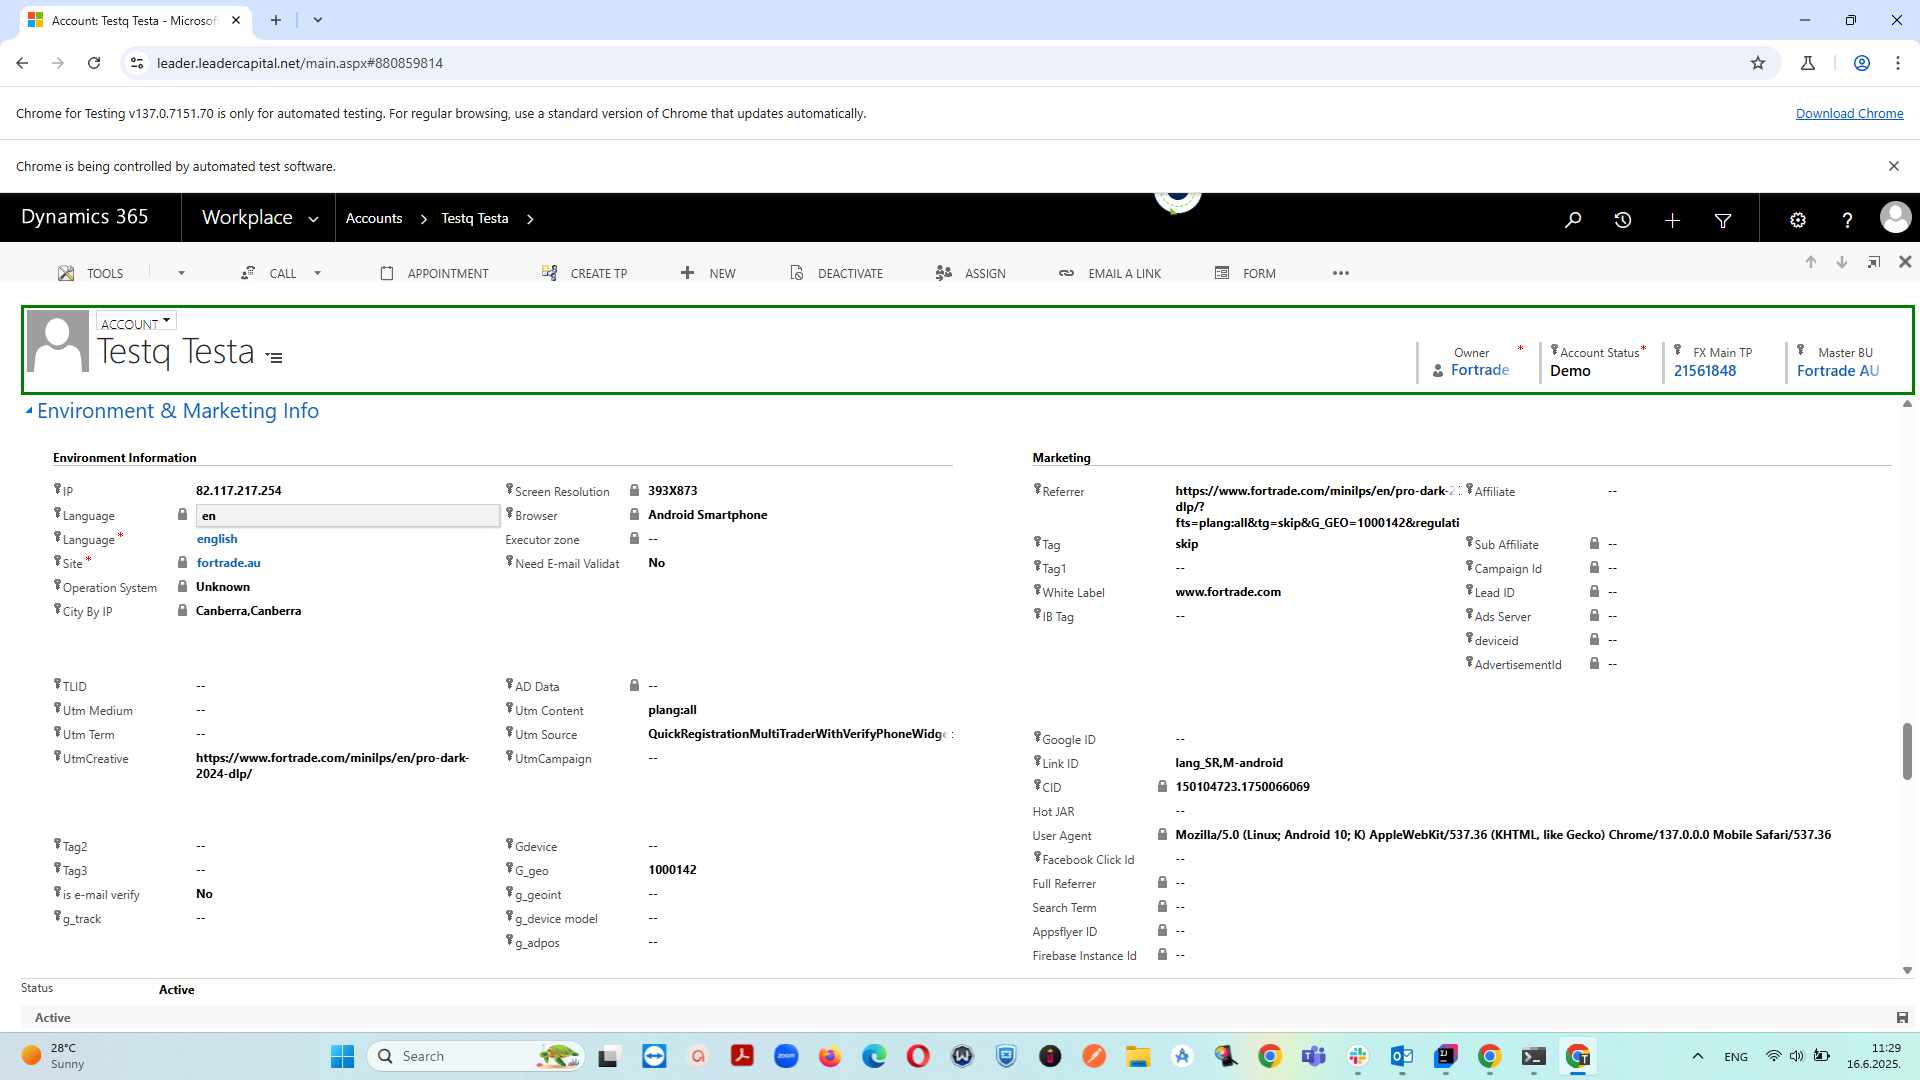 Account: Testq Testa - Microsof
leader.leadercapital.net/main.aspx#880859814
Chrome for Testing v137.0.7151.70 is only for automated testing. For regular browsing, use a standard version of Chrome that updates automatically.
Download Chrome
Chrome is being controlled by automated test software.
Dynamics 365
Workplace
Accounts
Testq Testa
TOOLS
CALL
APPOINTMENT
CREATE TP
NEW
DEACTIVATE
ASSIGN
EMAIL A LINK
FORM
ACCOUNT
Testq Testa
Owner *
Fortrade
Account Status *
Demo
FX Main TP
21561848
Master BU
Fortrade AU
Environment & Marketing Info
Environment Information
IP 82.117.217.254
Language en
Language * english
Site * fortrade.au
Operation System Unknown
City By IP Canberra,Canberra
Screen Resolution 393X873
Browser Android Smartphone
Executor zone --
Need E-mail Validat No
TLID --
Utm Medium --
Utm Term --
UtmCreative https://www.fortrade.com/minilps/en/pro-dark-
2024-dlp/
AD Data --
Utm Content plang:all
Utm Source QuickRegistrationMultiTraderWithVerifyPhoneWidge
UtmCampaign --
Tag2 --
Tag3 --
is e-mail verify No
g_track --
Gdevice --
G_geo 1000142
g_geoint --
g_device model --
g_adpos --
Marketing
Referrer https://www.fortrade.com/minilps/en/pro-dark-2
dlp/?
fts=plang:all&tg=skip&G_GEO=1000142&regulati
Tag skip
Tag1 --
White Label www.fortrade.com
IB Tag --
Affiliate --
Sub Affiliate --
Campaign Id --
Lead ID --
Ads Server --
deviceid --
AdvertisementId --
Google ID --
Link ID lang_SR,M-android
CID 150104723.1750066069
Hot JAR --
User Agent Mozilla/5.0 (Linux; Android 10; K) AppleWebKit/537.36 (KHTML, like Gecko) Chrome/137.0.0.0 Mobile Safari/537.36
Facebook Click Id --
Full Referrer --
Search Term --
Appsflyer ID --
Firebase Instance Id --
Status Active
Active
28°C
Sunny
Search
zoom
ENG
11:29
16.6.2025.